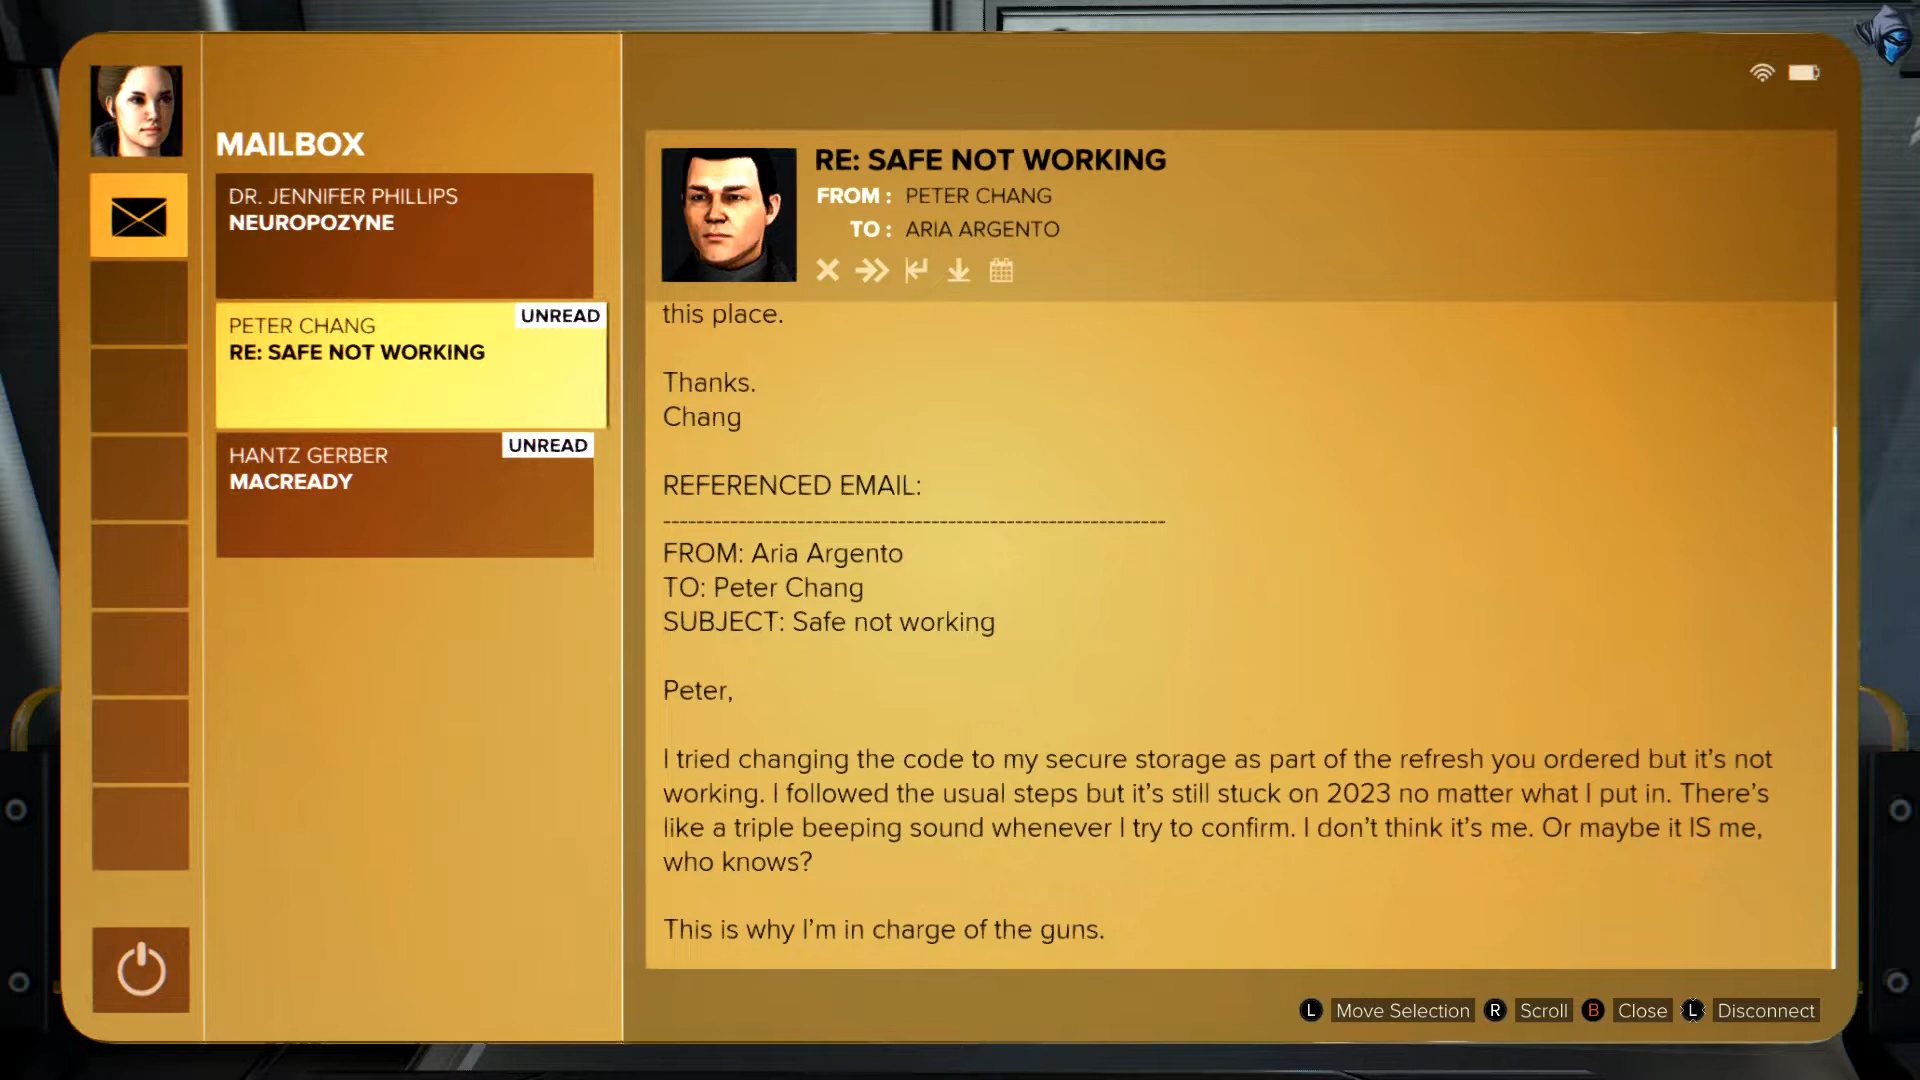 MAILBOX
DR. JENNIFER PHILLIPS
NEUROPOZYNE
UNREAD
PETER CHANG
RE: SAFE NOT WORKING
UNREAD
HANTZ GERBER
MACREADY
RE: SAFE NOT WORKING
FROM : PETER CHANG
TO : ARIA ARGENTO
this place.
Thanks.
Chang
REFERENCED EMAIL:
------------------------------------------------------------
FROM: Aria Argento
TO: Peter Chang
SUBJECT: Safe not working
Peter,
I tried changing the code to my secure storage as part of the refresh you ordered but it's not
working. I followed the usual steps but it's still stuck on 2023 no matter what I put in. There's
like a triple beeping sound whenever I try to confirm. I don't think it's me. Or maybe it IS me,
who knows?
This is why I'm in charge of the guns.
L Move Selection R Scroll B Close L Disconnect